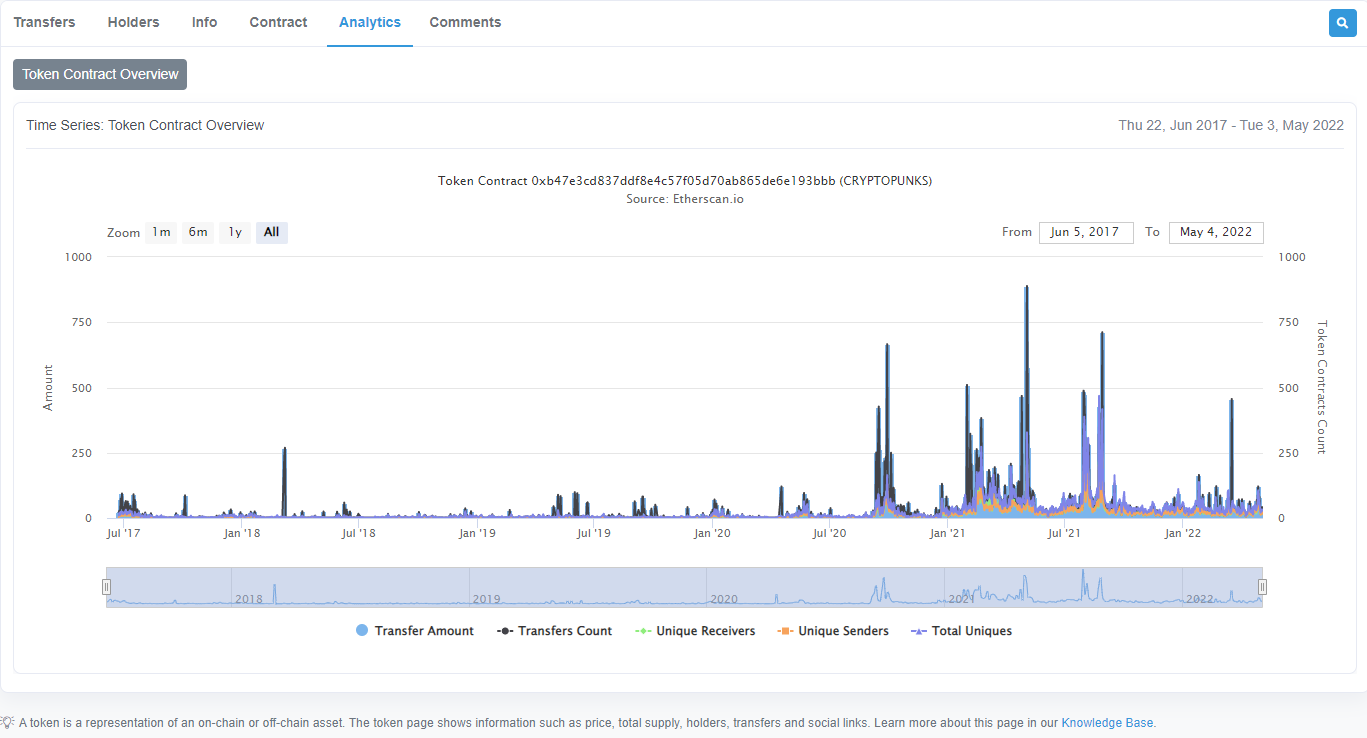 Transfers Holders Info Contract Analytics Comments
Token Contract Overview
Time Series: Token Contract Overview Thu 22, Jun 2017 - Tue 3, May 2022
Token Contract 0xb47e3cd837ddf8e4c57f05d70ab865de6e193bbb (CRYPTOPUNKS)
Source: Etherscan.io
Zoom 1m 6m 1y All From Jun 5, 2017 To May 4, 2022
1000 1000
750 750
500 500
250 250
0 0
Amount
Token Contracts Count
Jul '17 Jan '18 Jul '18 Jan '19 Jul '19 Jan '20 Jul '20 Jan '21 Jul '21 Jan '22
2018 2019 2020 2021 2022
Transfer Amount Transfers Count Unique Receivers Unique Senders Total Uniques
A token is a representation of an on-chain or off-chain asset. The token page shows information such as price, total supply, holders, transfers and social links. Learn more about this page in our Knowledge Base.